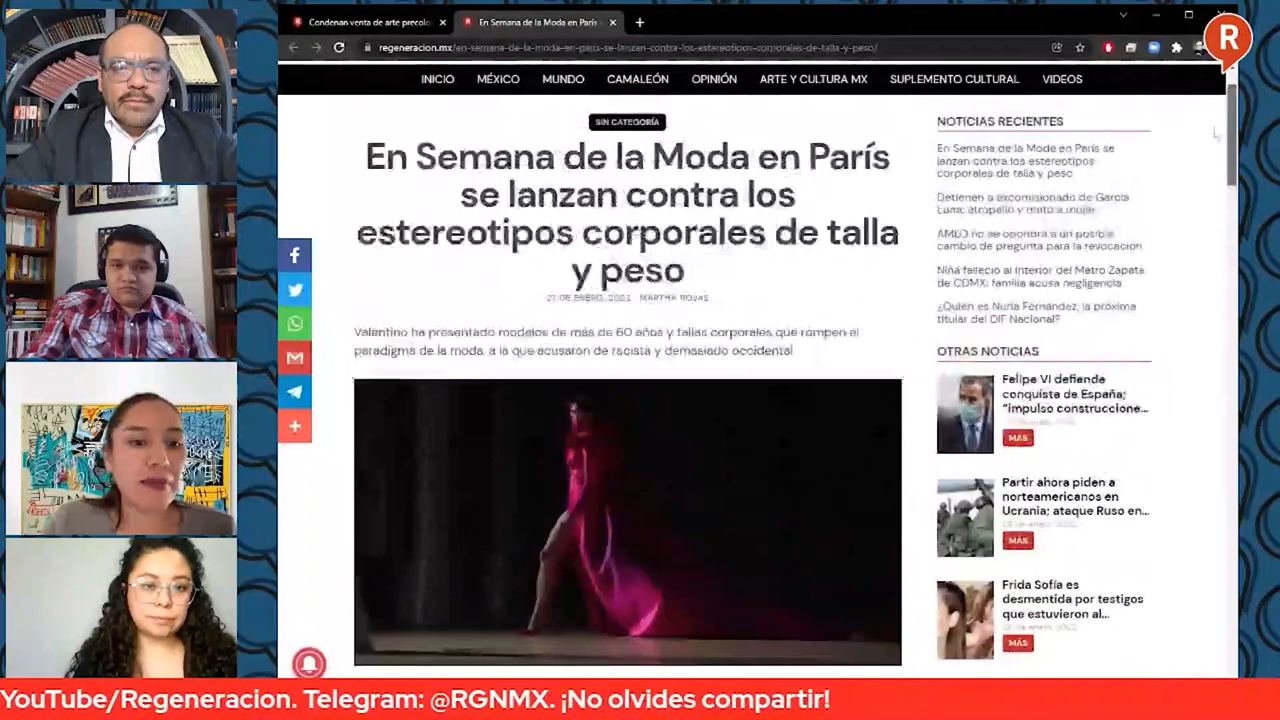 Condenan venta de arte precolo
En Semana de la Moda en París
regeneracion.mx/en-semana-de-la-moda-en-paris-se-lanzan-contra-los-estereotipos-corporales-de-talla-y-peso/
R
INICIO
MÉXICO
MUNDO
CAMALEÓN
OPINIÓN
ARTE Y CULTURA MX
SUPLEMENTO CULTURAL
VIDEOS
SIN CATEGORÍA
En Semana de la Moda en París
se lanzan contra los
estereotipos corporales de talla
y peso
MARTHA ROJAS
Valentino ha presentado modelos de más de 60 años y tallas corporales que rompen el
paradigma de la moda, a la que acusaron de racista y demasiado occidental
NOTICIAS RECIENTES
En Semana de la Moda en París se
lanzan contra los estereotipos
corporales de talla y peso
Detienen a excomisionado de García
Luna; atropelló y mató a mujer
AMLO no se opondrá a un posible
cambio de pregunta para la revocación
Niña falleció al interior del Metro Zapata
de CDMX; familia acusa negligencia
¿Quién es Nuria Fernández, la próxima
titular del DIF Nacional?
OTRAS NOTICIAS
Felipe VI defiende
conquista de España;
“impulso construccione...
MÁS
Partir ahora piden a
norteamericanos en
Ucrania; ataque Ruso en...
MÁS
Frida Sofía es
desmentida por testigos
que estuvieron al...
MÁS
YouTube/Regeneracion. Telegram: @RGNMX. ¡No olvides compartir!